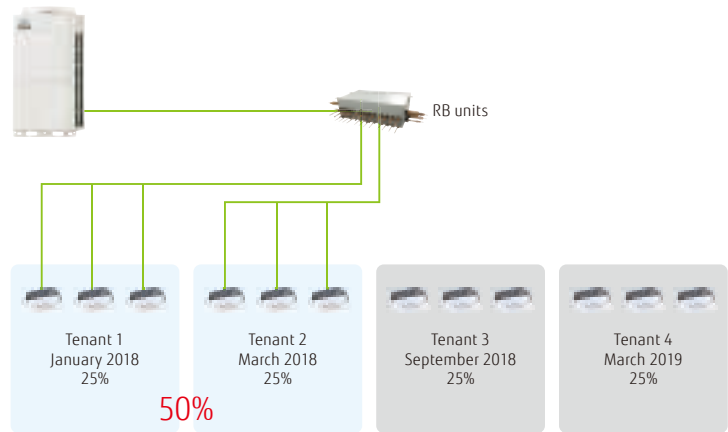 RB units
Tenant 1
January 2018
25%
Tenant 2
March 2018
25%
Tenant 3
September 2018
25%
Tenant 4
March 2019
25%
50%